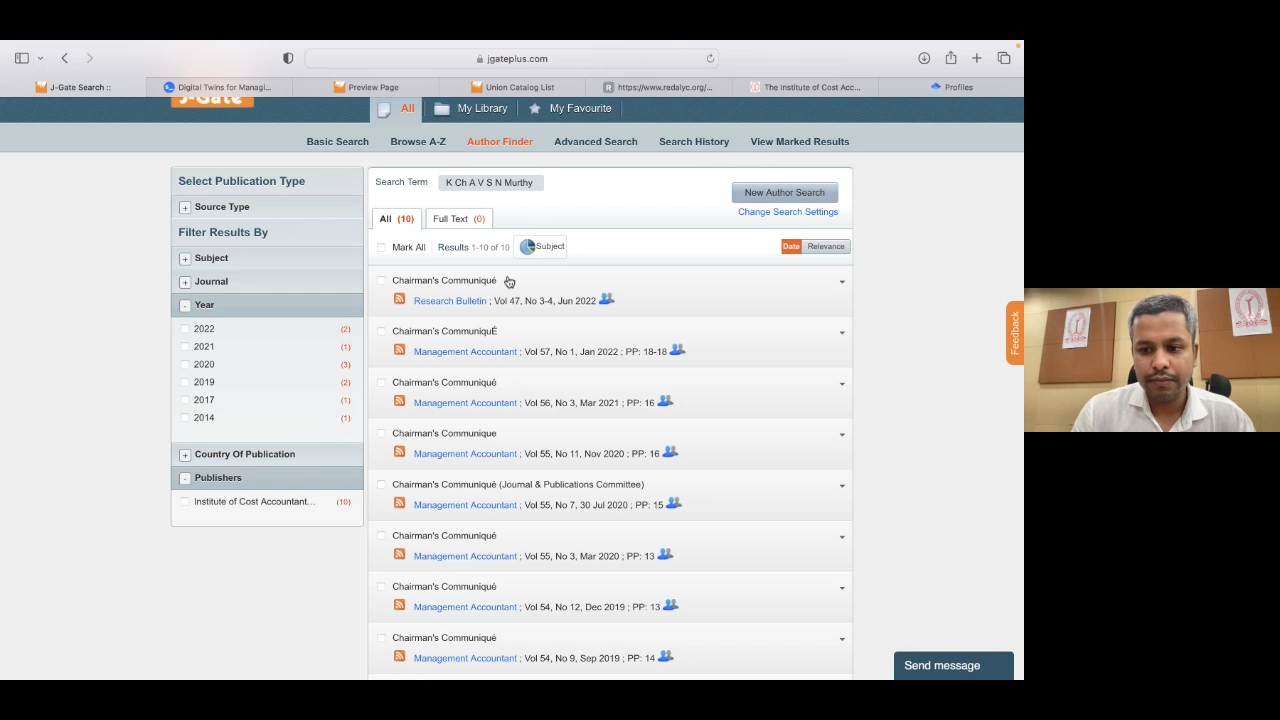 jgateplus.com
J-Gate Search ::
Digital Twins for Managi...
Preview Page
Union Catalog List
https://www.redalyc.org/...
The Institute of Cost Acc...
Profiles
J-Gate
All
My Library
My Favourite
Basic Search
Browse A-Z
Author Finder
Advanced Search
Search History
View Marked Results
Select Publication Type
+ Source Type
Filter Results By
+ Subject
+ Journal
- Year
2022 (2)
2021 (1)
2020 (3)
2019 (2)
2017 (1)
2014 (1)
+ Country Of Publication
- Publishers
Institute of Cost Accountant... (10)
Search Term K Ch A V S N Murthy
New Author Search
Change Search Settings
All (10) Full Text (0)
Mark All Results 1-10 of 10 Subject Date Relevance
Chairman's Communiqué
Research Bulletin ; Vol 47, No 3-4, Jun 2022
Chairman's CommuniquÉ
Management Accountant ; Vol 57, No 1, Jan 2022 ; PP: 18-18
Chairman's Communiqué
Management Accountant ; Vol 56, No 3, Mar 2021 ; PP: 16
Chairman's Communique
Management Accountant ; Vol 55, No 11, Nov 2020 ; PP: 16
Chairman's Communiqué (Journal & Publications Committee)
Management Accountant ; Vol 55, No 7, 30 Jul 2020 ; PP: 15
Chairman's Communiqué
Management Accountant ; Vol 55, No 3, Mar 2020 ; PP: 13
Chairman's Communiqué
Management Accountant ; Vol 54, No 12, Dec 2019 ; PP: 13
Chairman's Communiqué
Management Accountant ; Vol 54, No 9, Sep 2019 ; PP: 14
Feedback
Send message